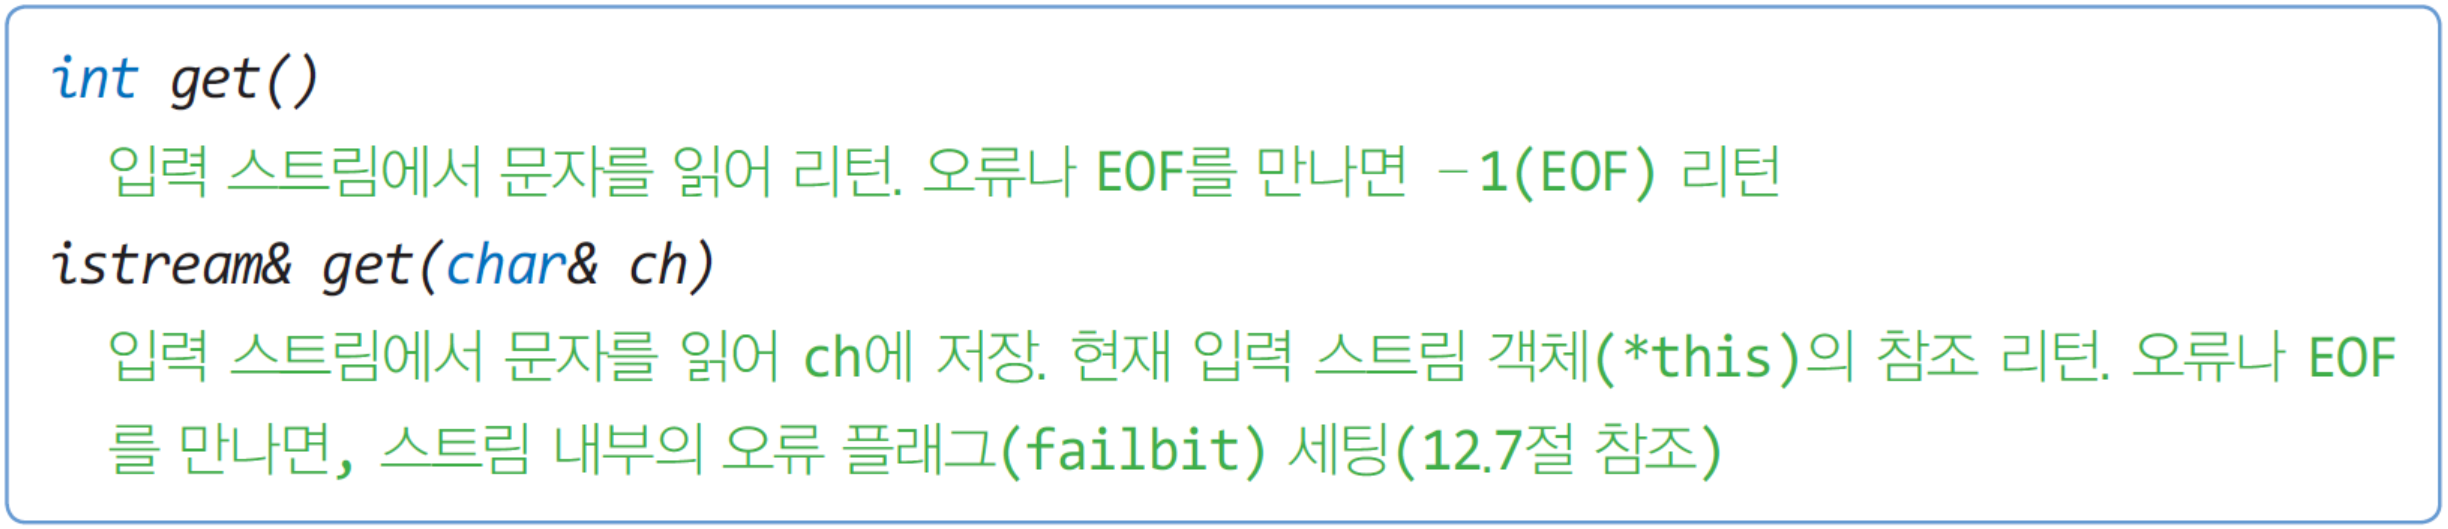 int get()
입력 스트림에서 문자를 읽어 리턴. 오류나 EOF를 만나면 -1(EOF) 리턴
istream& get(char& ch)
입력 스트림에서 문자를 읽어 ch에 저장. 현재 입력 스트림 객체(*this)의 참조 리턴. 오류나 EOF
를 만나면, 스트림 내부의 오류 플래그(failbit) 세팅(12.7절 참조)